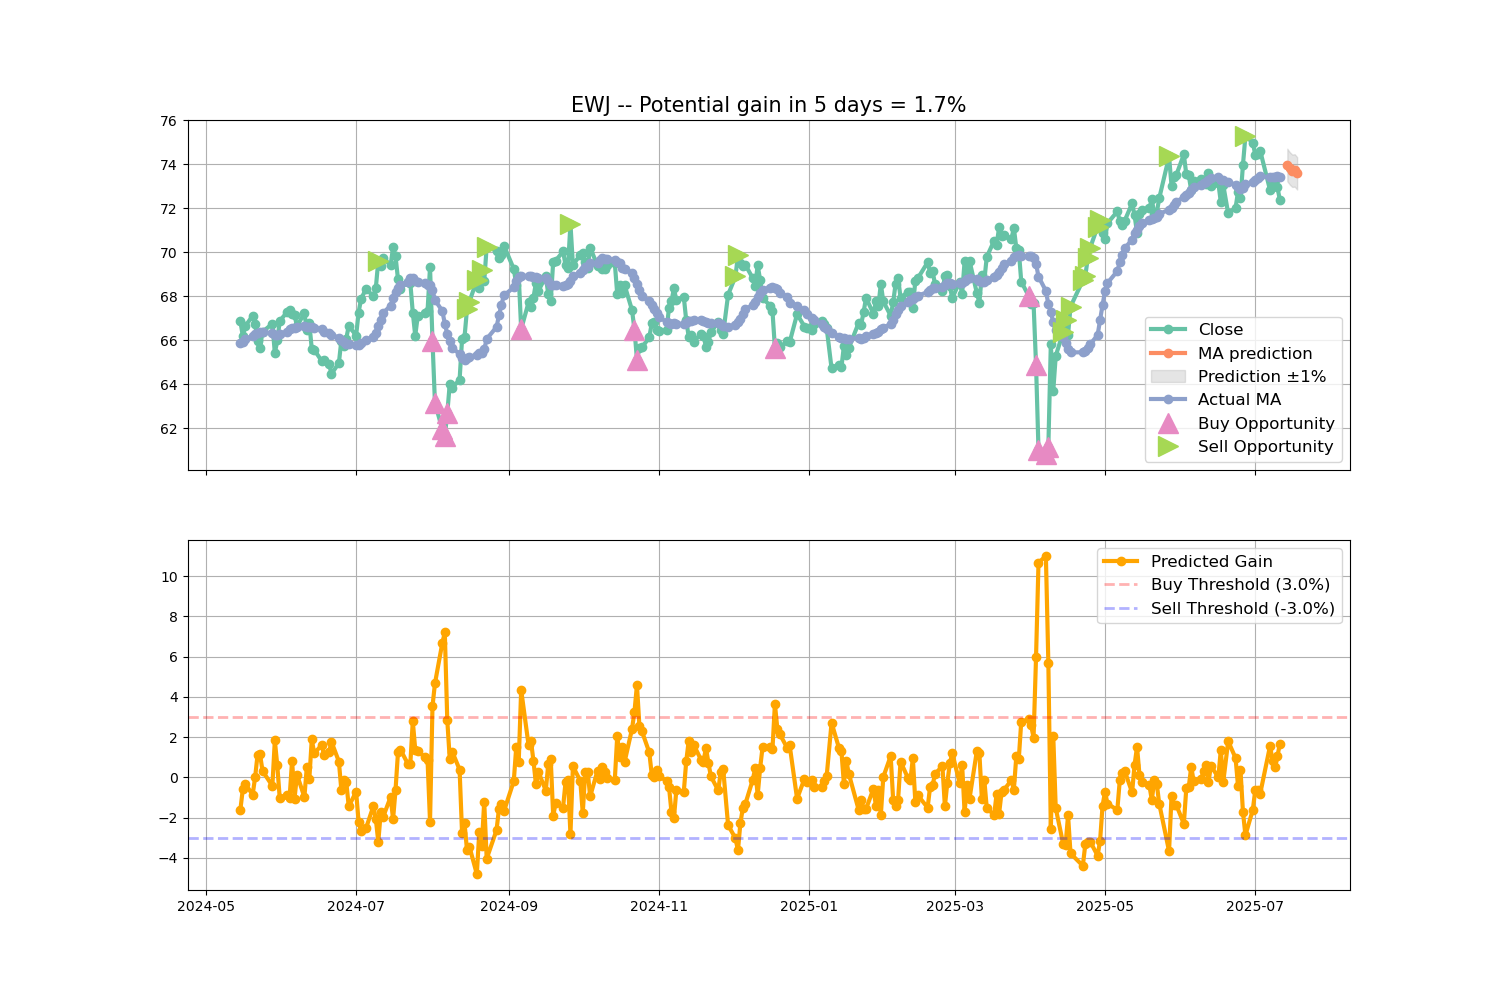 EWJ -- Potential gain in 5 days = 1.7%
76
74
72
70
68
66
64
62
Close
MA prediction
Prediction ±1%
Actual MA
Buy Opportunity
Sell Opportunity
10
8
6
4
2
0
−2
−4
Predicted Gain
Buy Threshold (3.0%)
Sell Threshold (-3.0%)
2024-05 2024-07 2024-09 2024-11 2025-01 2025-03 2025-05 2025-07